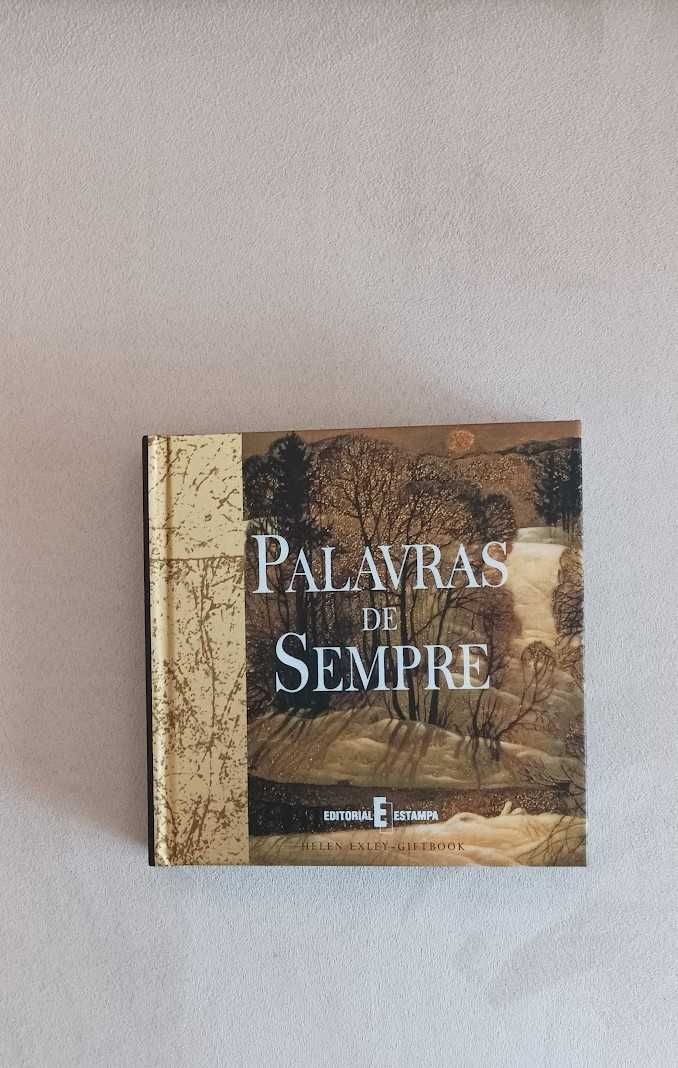 PALAVRAS
DE
SEMPRE
EDITORIAL E ESTAMPA
HELEN EXLEY-GIFTBOOK